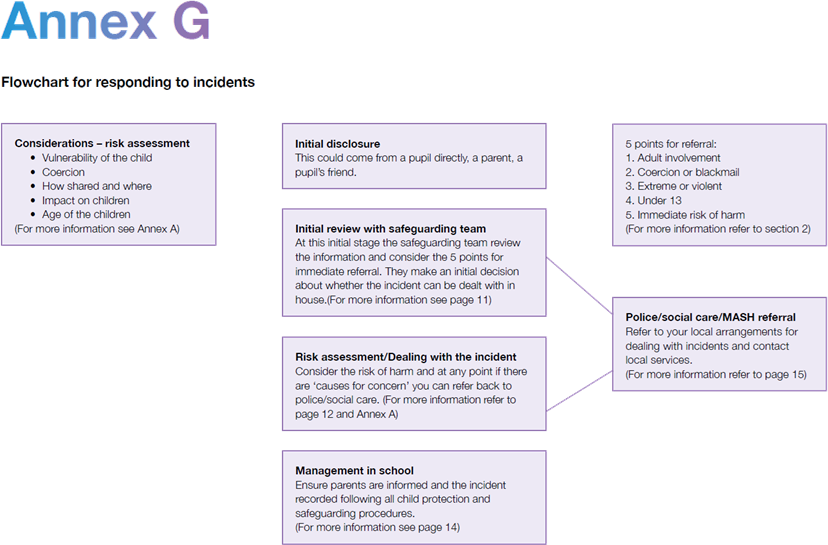 Annex G
Flowchart for responding to incidents
Considerations – risk assessment
• Vulnerability of the child
• Coercion
• How shared and where
• Impact on children
• Age of the children
(For more information see Annex A)
Initial disclosure
This could come from a pupil directly, a parent, a
pupil's friend.
Initial review with safeguarding team
At this initial stage the safeguarding team review
the information and consider the 5 points for
immediate referral. They make an initial decision
about whether the incident can be dealt with in
house.(For more information see page 11)
Risk assessment/Dealing with the incident
Consider the risk of harm and at any point if there
are 'causes for concern' you can refer back to
police/social care. (For more information refer to
page 12 and Annex A)
Management in school
Ensure parents are informed and the incident
recorded following all child protection and
safeguarding procedures.
(For more information see page 14)
5 points for referral:
1. Adult involvement
2. Coercion or blackmail
3. Extreme or violent
4. Under 13
5. Immediate risk of harm
(For more information refer to section 2)
Police/social care/MASH referral
Refer to your local arrangements for
dealing with incidents and contact
local services.
(For more information refer to page 15)